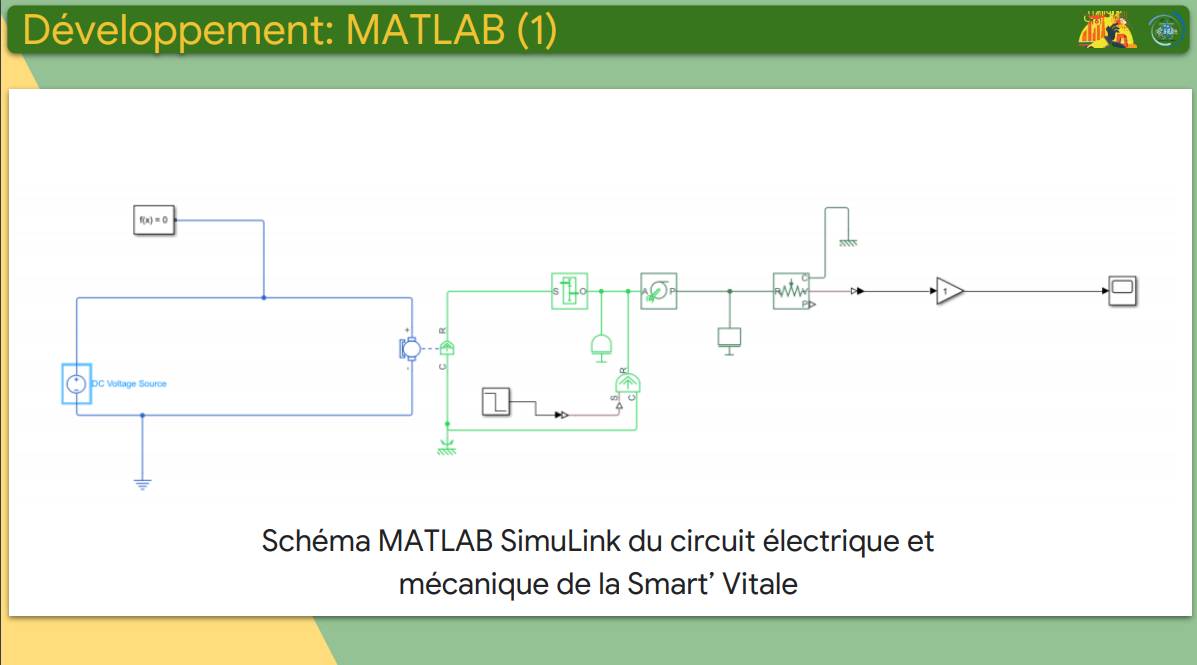 Développement: MATLAB (1)
f(x) = 0
DC Voltage Source
+
-
R
C
S
O
A
P
R
C
V
P
S
R
C
1
Schéma MATLAB SimuLink du circuit électrique et
mécanique de la Smart’ Vitale